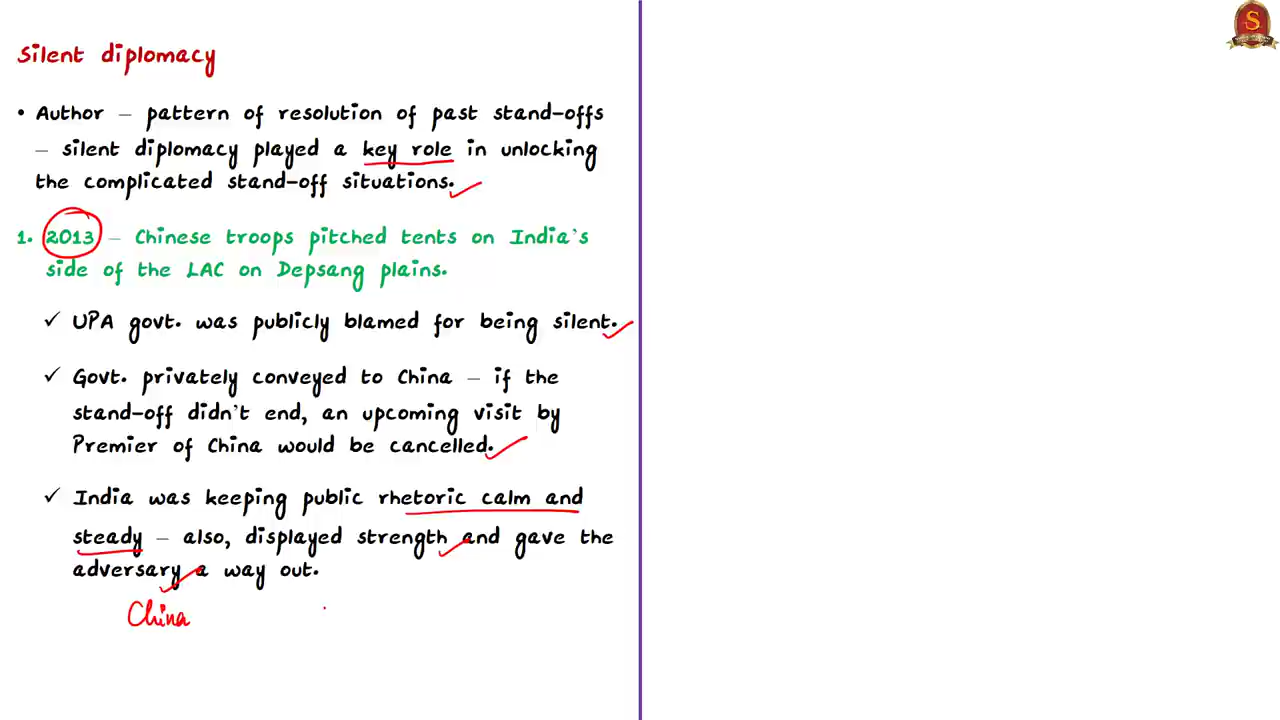 Silent diplomacy
• Author – pattern of resolution of past stand-offs
– silent diplomacy played a key role in unlocking
the complicated stand-off situations.
1. 2013 – Chinese troops pitched tents on India's
side of the LAC on Depsang plains.
✓ UPA govt. was publicly blamed for being silent.
✓ Govt. privately conveyed to China – if the
stand-off didn't end, an upcoming visit by
Premier of China would be cancelled.
✓ India was keeping public rhetoric calm and
steady – also, displayed strength and gave the
adversary a way out.
China
S